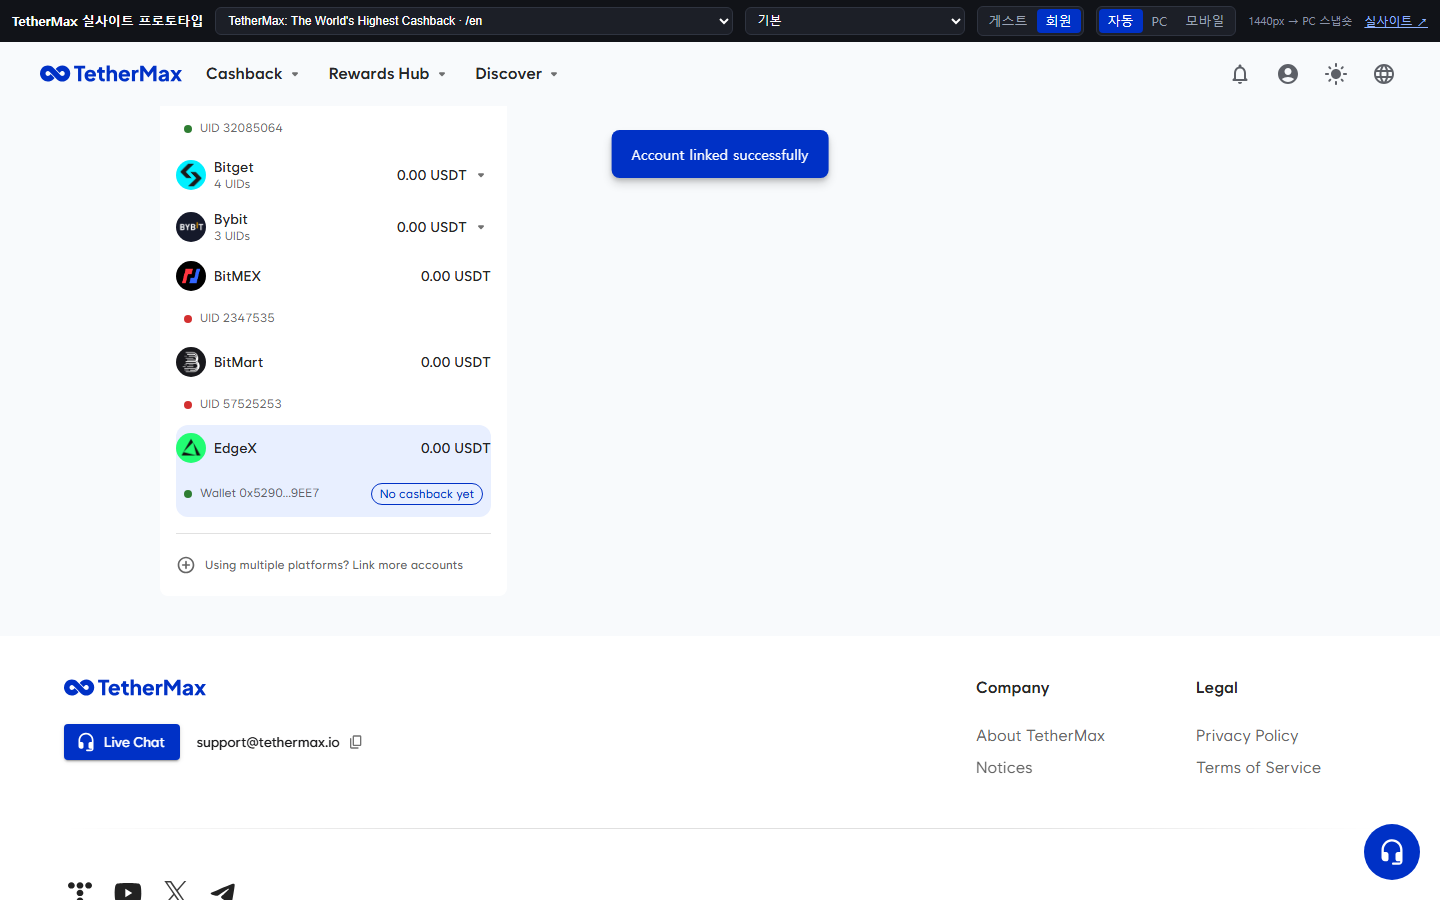 TetherMax 실사이트 프로토타입
TetherMax: The World's Highest Cashback · /en
기본
게스트 회원
자동 PC 모바일
1440px → PC 스냅숏
실사이트 ↗
TetherMax
Cashback
Rewards Hub
Discover
UID 32085064
Account linked successfully
Bitget
4 UIDs
0.00 USDT
BYBIT
Bybit
3 UIDs
0.00 USDT
BitMEX
0.00 USDT
UID 2347535
BitMart
0.00 USDT
UID 57525253
EdgeX
0.00 USDT
Wallet 0x5290...9EE7
No cashback yet
Using multiple platforms? Link more accounts
TetherMax
Live Chat
support@tethermax.io
Company
About TetherMax
Notices
Legal
Privacy Policy
Terms of Service